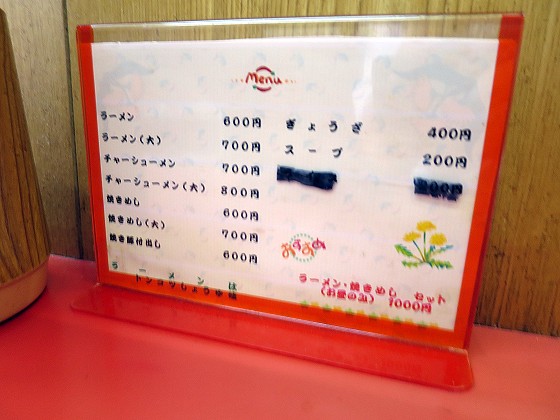 Menu
ラーメン 600円
ラーメン(大) 700円
チャーシューメン 700円
チャーシューメン(大) 800円
焼きめし 600円
焼きめし(大) 700円
焼き豚付出し 600円
ラーメンは
トンコツしょうゆ味
ぎょうざ 400円
スープ 200円
おすすめ
ラーメン・焼きめし セット
(お昼のみ) 1000円